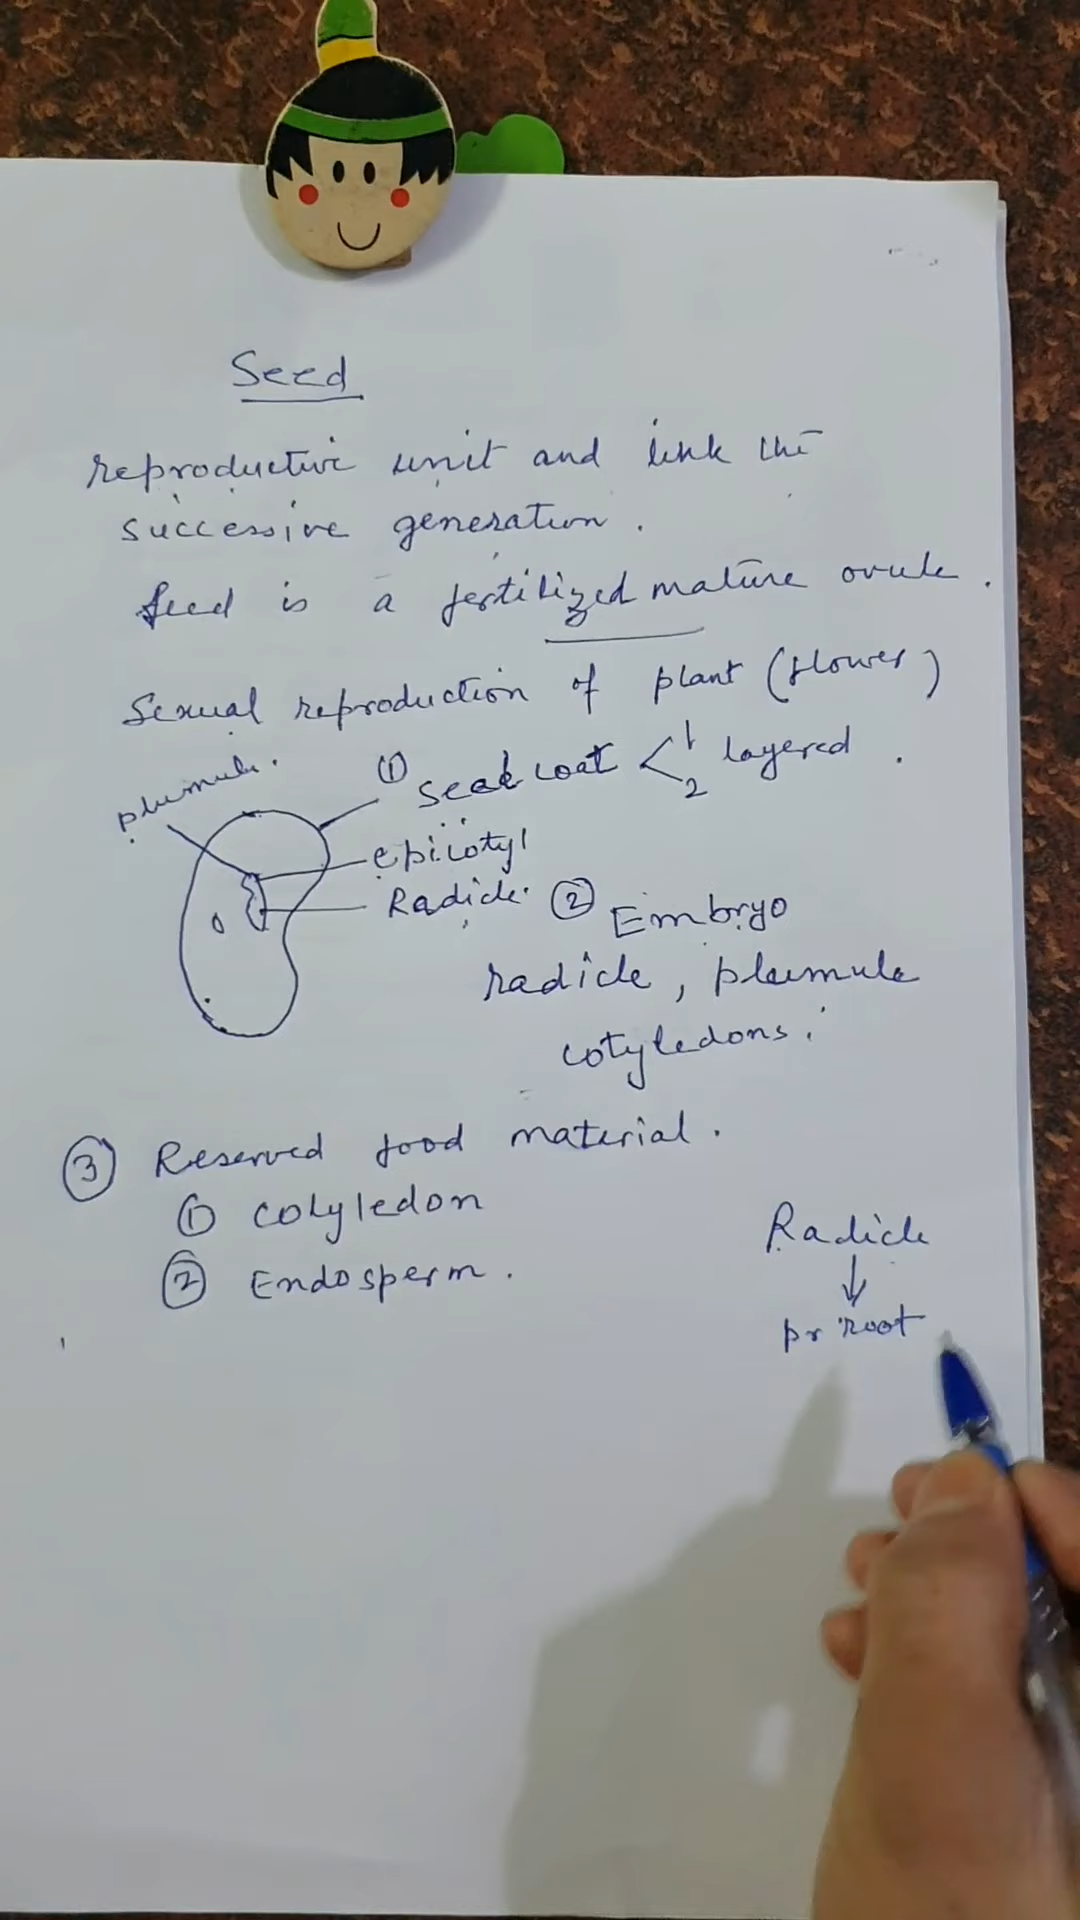 Seed
reproductive unit and link the
successive generation.
Seed is a fertilized mature ovule.
Sexual reproduction of plant (flower)
plumule.
① Seed coat < 1 2 layered.
epicotyl
Radicle.
② Embryo
radicle, plumule
cotyledons.
③ Reserved food material.
① cotyledon
② Endosperm.
Radicle
↓
pr root